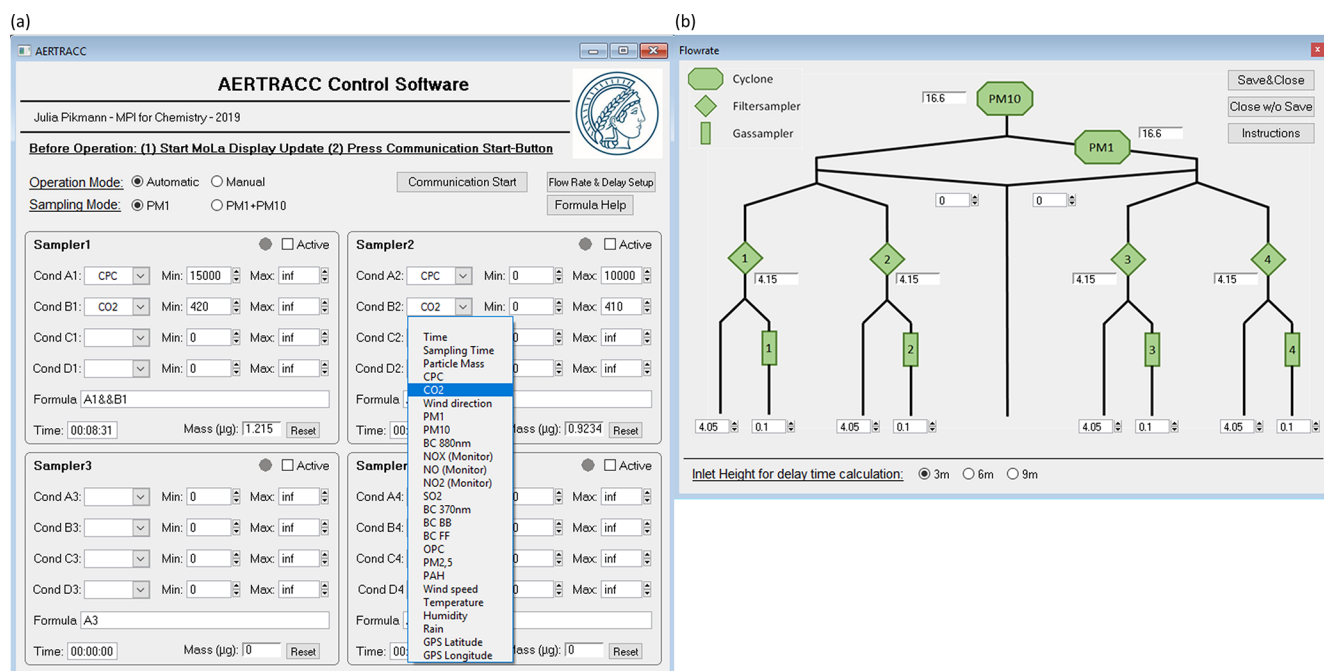 (a)
AERTRACC
AERTRACC Control Software
Julia Pikmann - MPI for Chemistry - 2019
Before Operation: (1) Start MoLa Display Update (2) Press Communication Start-Button
Operation Mode: Automatic Manual Communication Start Flow Rate & Delay Setup
Sampling Mode: PM1 PM1+PM10 Formula Help
Sampler1 Active
Cond A1: CPC Min: 15000 Max: inf
Cond B1: CO2 Min: 420 Max: inf
Cond C1: Min: 0 Max: inf
Cond D1: Min: 0 Max: inf
Formula A1&&B1
Time: 00:08:31 Mass (µg): 1.215 Reset
Sampler2 Active
Cond A2: CPC Min: 0 Max: 10000
Cond B2: CO2 Min: 0 Max: 410
Cond C2: 0 Max: inf
Cond D2: 0 Max: inf
Formula
Time: 00: ass (µg): 0.9234 Reset
Time
Sampling Time
Particle Mass
CPC
CO2
Wind direction
PM1
PM10
BC 880nm
NOX (Monitor)
NO (Monitor)
NO2 (Monitor)
SO2
BC 370nm
BC BB
BC FF
OPC
PM2,5
PAH
Wind speed
Temperature
Humidity
Rain
GPS Latitude
GPS Longitude
Sampler3 Active
Cond A3: Min: 0 Max: inf
Cond B3: Min: 0 Max: inf
Cond C3: Min: 0 Max: inf
Cond D3: Min: 0 Max: inf
Formula A3
Time: 00:00:00 Mass (µg): 0 Reset
Sampler Active
Cond A4: 0 Max: inf
Cond B4: 0 Max: inf
Cond C4: 0 Max: inf
Cond D4 0 Max: inf
Formula
Time: 00: ass (µg): 0 Reset
(b)
Flowrate
Cyclone
Filtersampler
Gassampler
Save&Close
Close w/o Save
Instructions
16.6 PM10
PM1 16.6
0 0
1 2 3 4
4.15 4.15 4.15 4.15
1 2 3 4
4.05 0.1 4.05 0.1 4.05 0.1 4.05 0.1
Inlet Height for delay time calculation: 3m 6m 9m